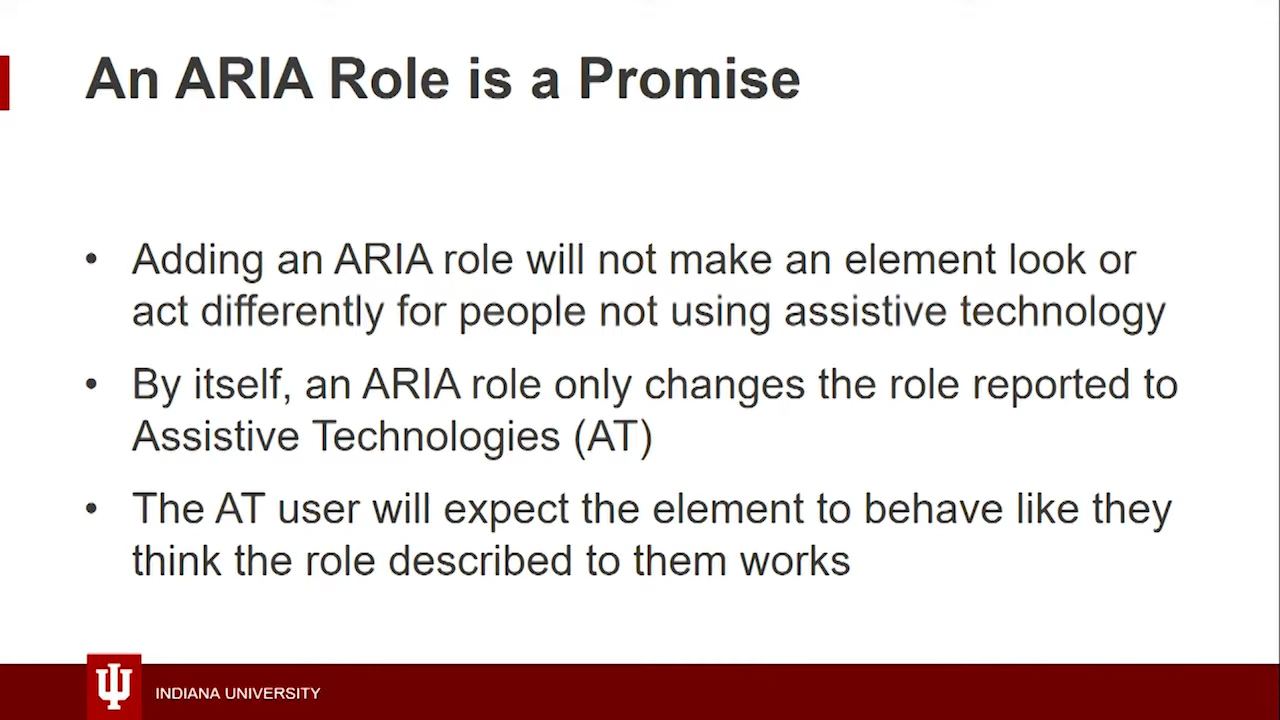 An ARIA Role is a Promise
• Adding an ARIA role will not make an element look or
act differently for people not using assistive technology
• By itself, an ARIA role only changes the role reported to
Assistive Technologies (AT)
• The AT user will expect the element to behave like they
think the role described to them works
INDIANA UNIVERSITY